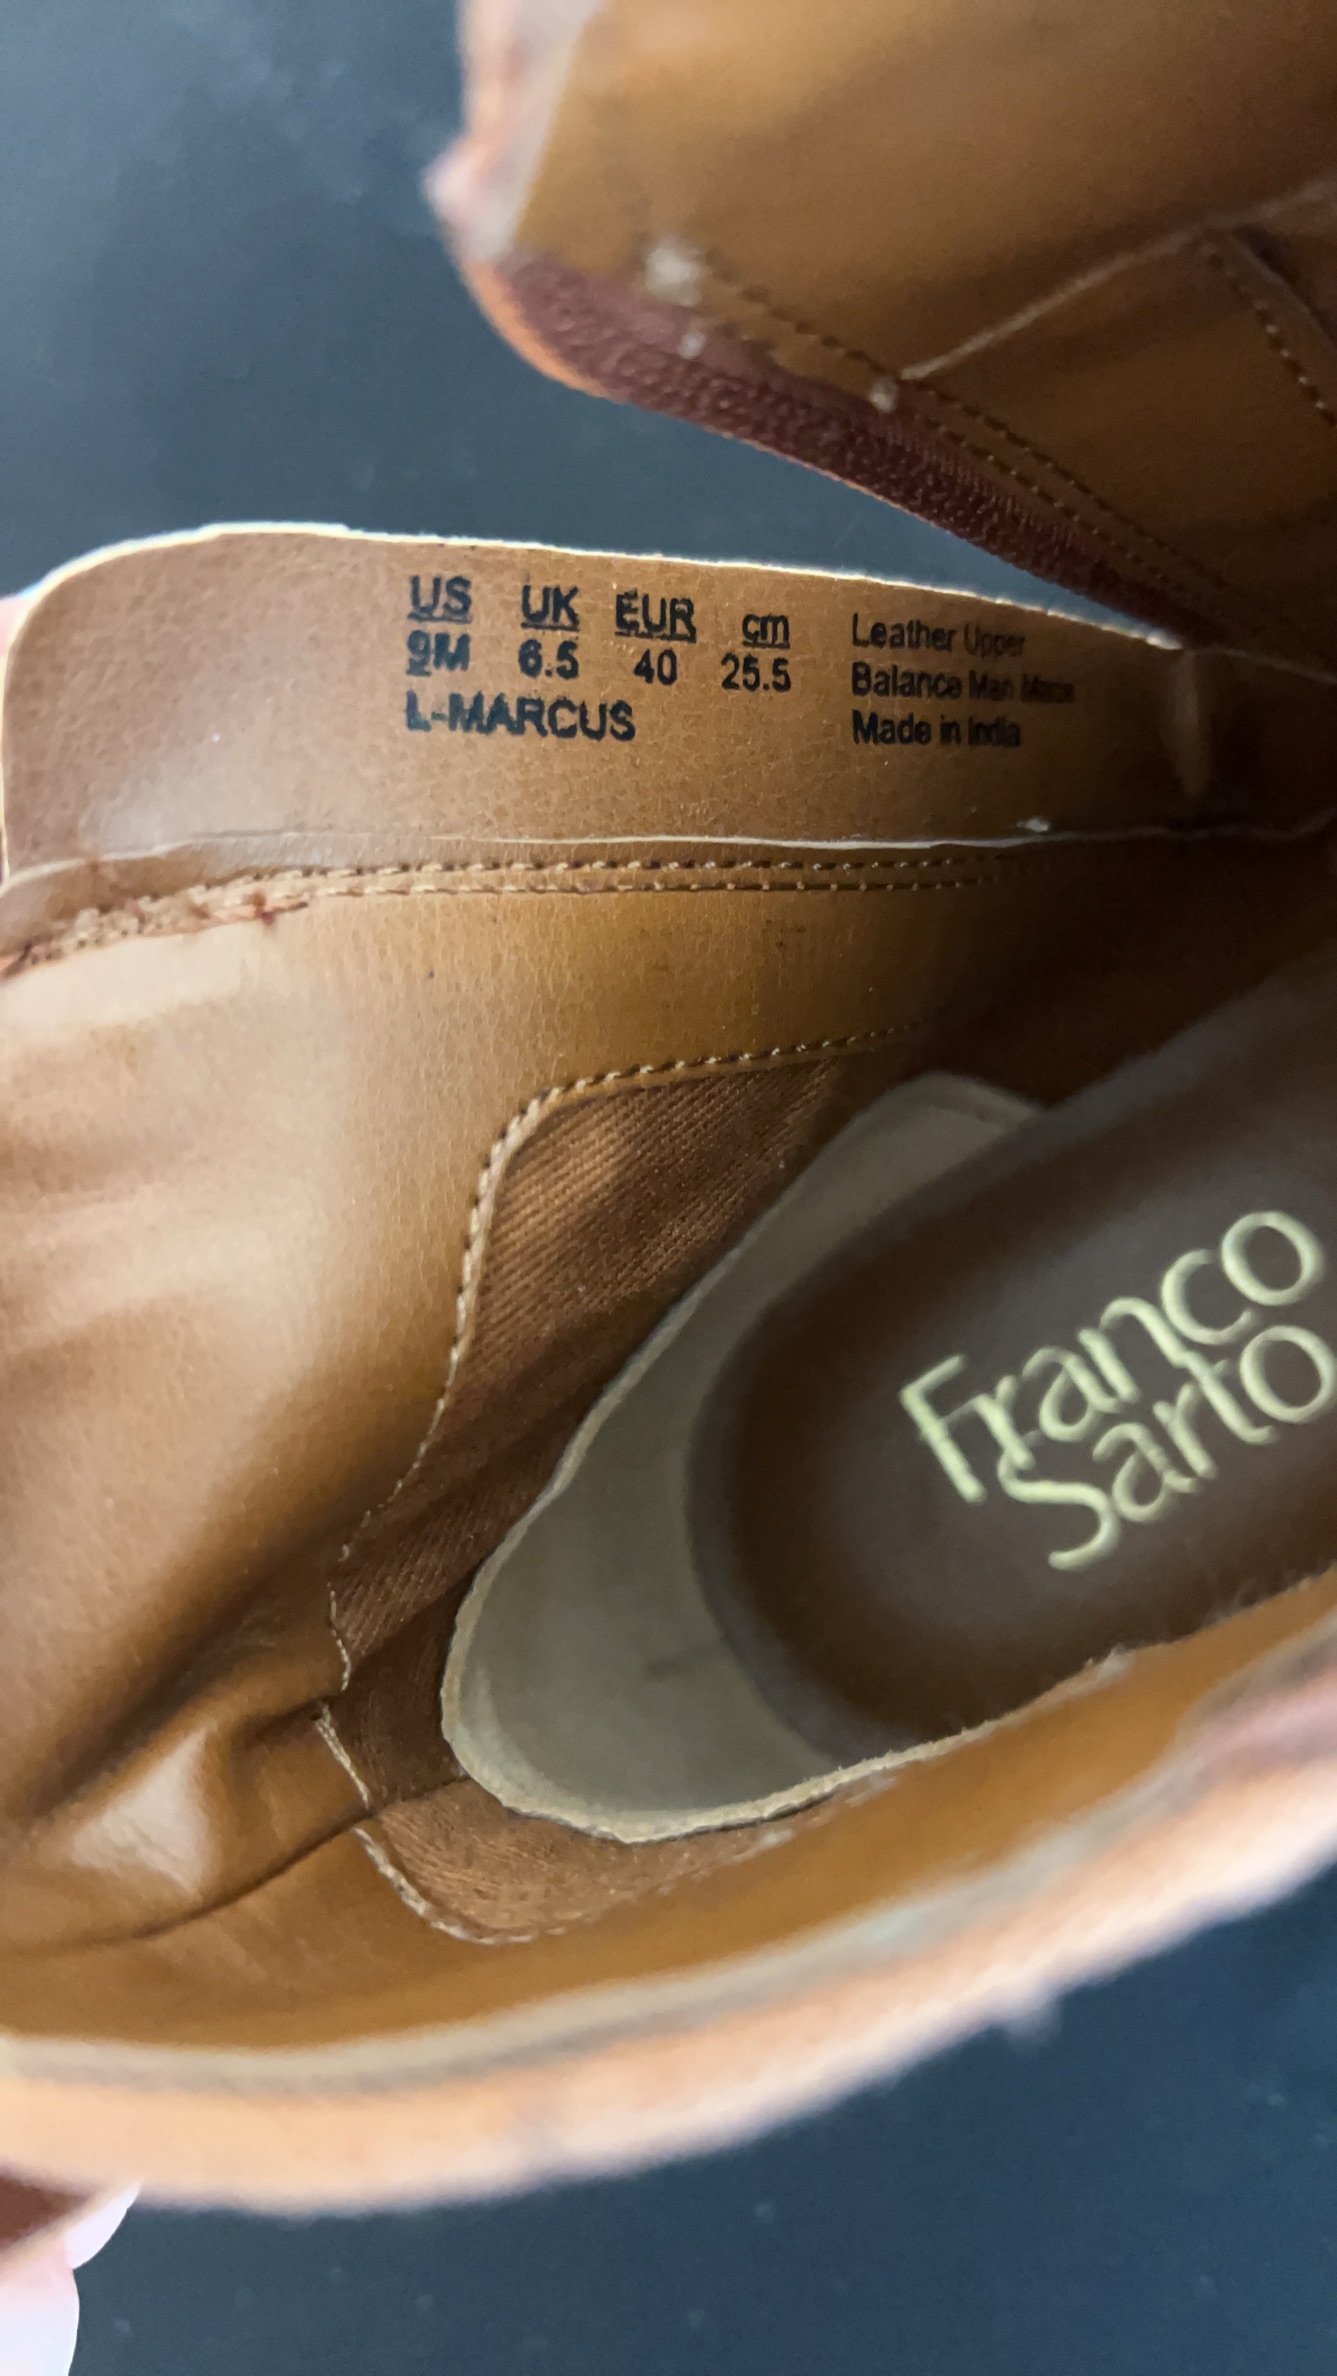 US UK EUR cm
9M 6.5 40 25.5
L-MARCUS
Leather Upper
Balance Man Made
Made in India
Franco
Sarto